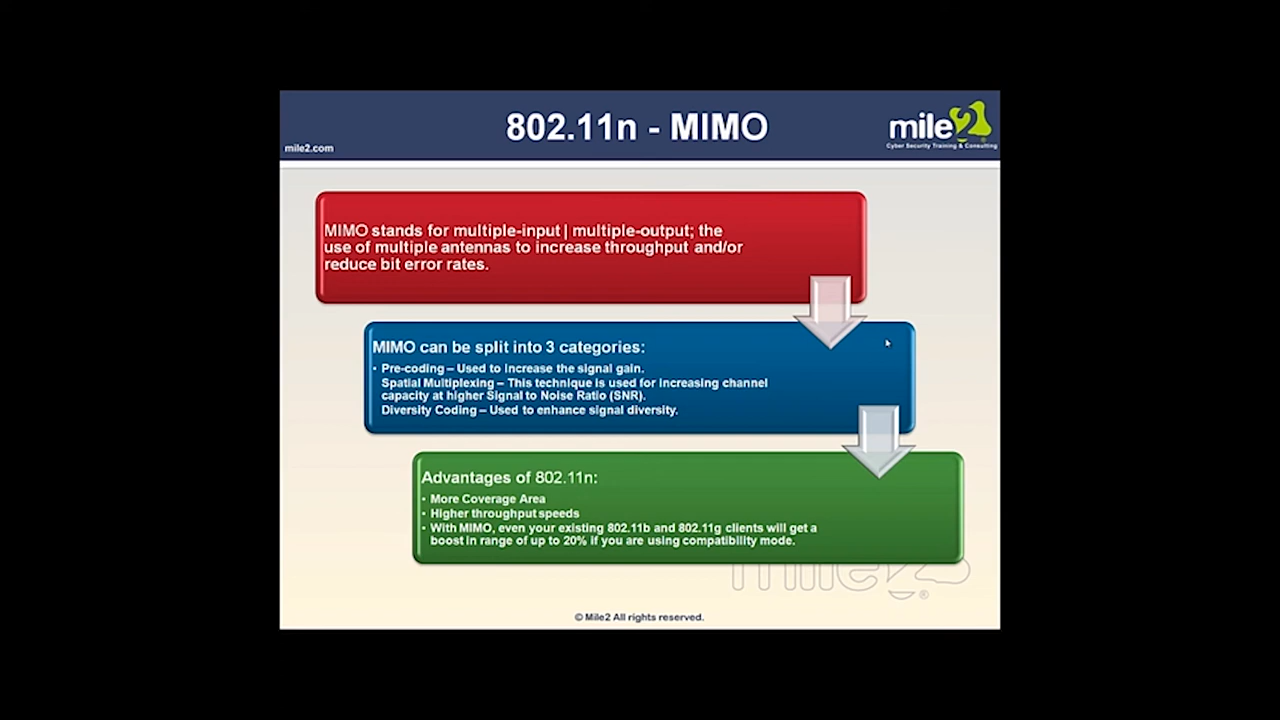 802.11n - MIMO
mile2
Cyber Security Training & Consulting
mile2.com
MIMO stands for multiple-input | multiple-output; the
use of multiple antennas to increase throughput and/or
reduce bit error rates.
MIMO can be split into 3 categories:
• Pre-coding – Used to increase the signal gain.
Spatial Multiplexing – This technique is used for increasing channel
capacity at higher Signal to Noise Ratio (SNR).
Diversity Coding – Used to enhance signal diversity.
Advantages of 802.11n:
• More Coverage Area
• Higher throughput speeds
• With MIMO, even your existing 802.11b and 802.11g clients will get a
boost in range of up to 20% if you are using compatibility mode.
mile2 ®
© Mile2 All rights reserved.